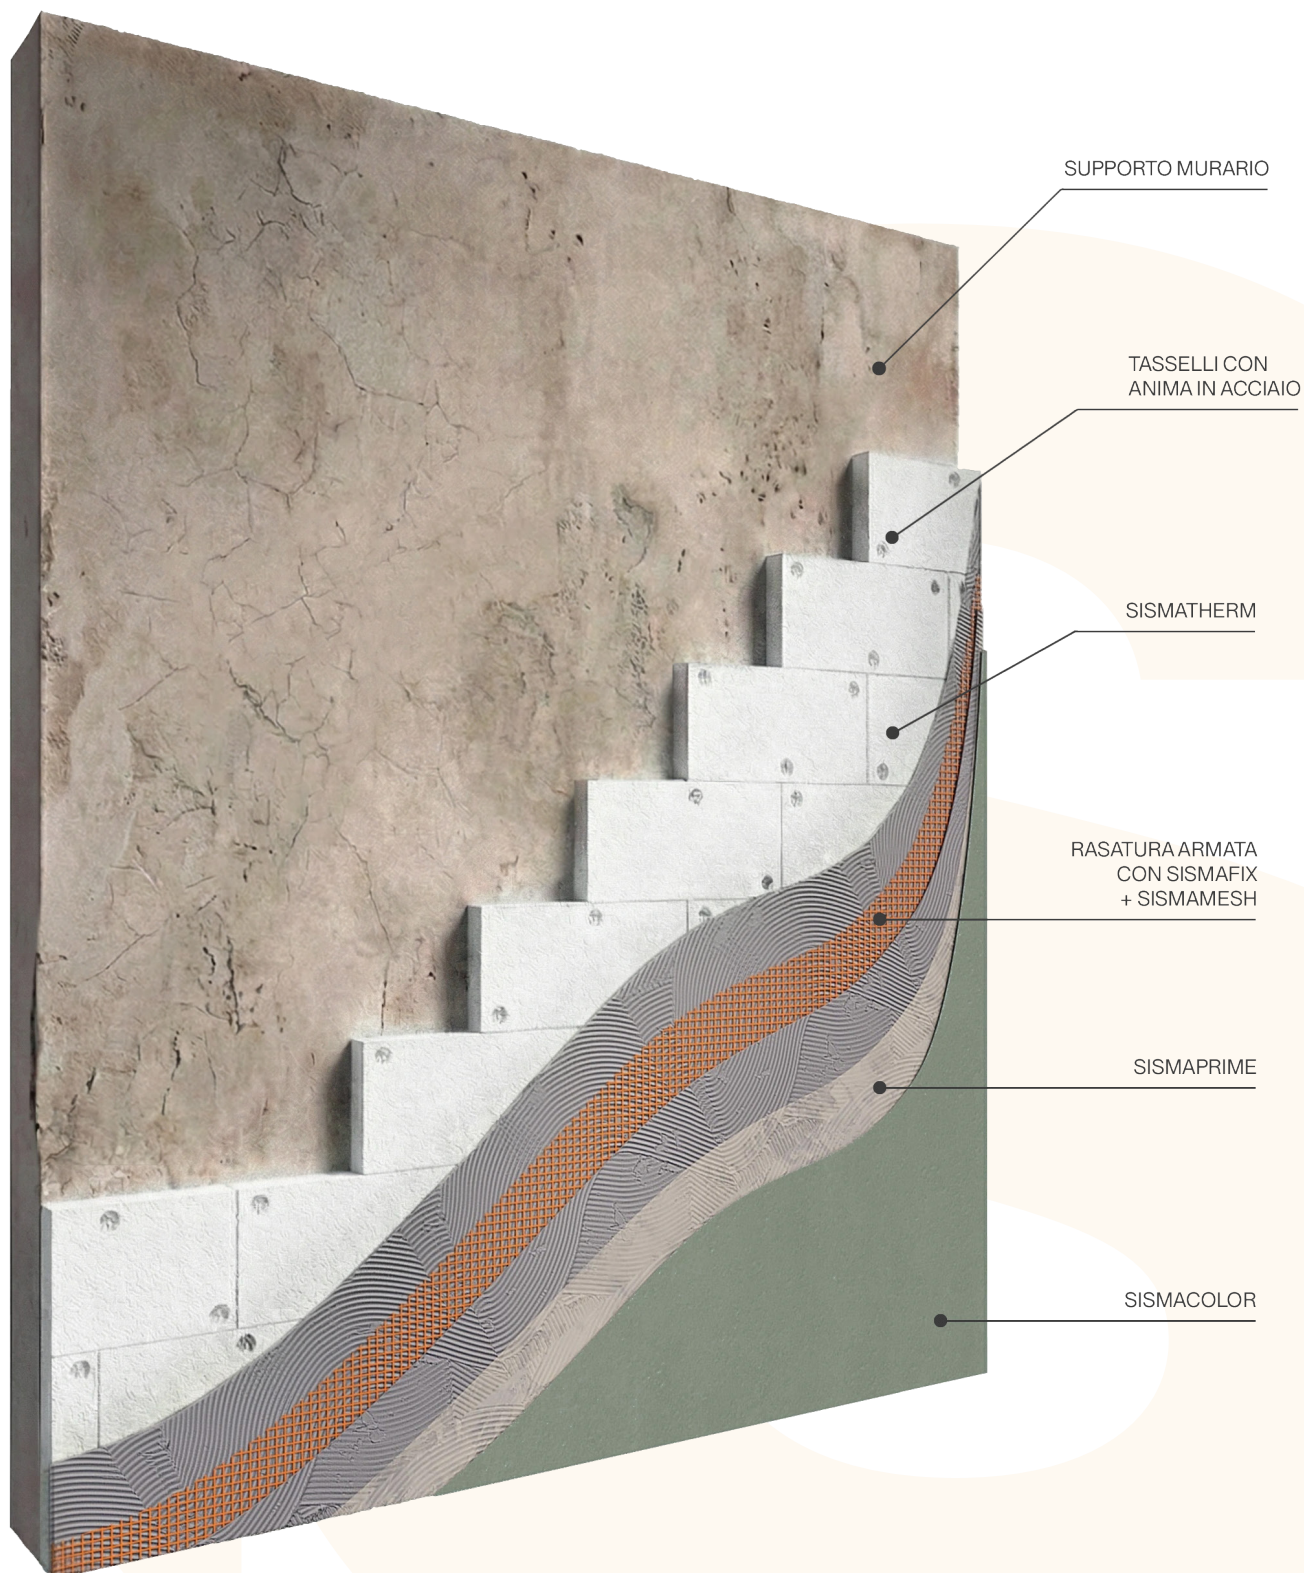 SUPPORTO MURARIO
TASSELLI CON
ANIMA IN ACCIAIO
SISMATHERM
RASATURA ARMATA
CON SISMAFIX
+ SISMAMESH
SISMAPRIME
SISMACOLOR